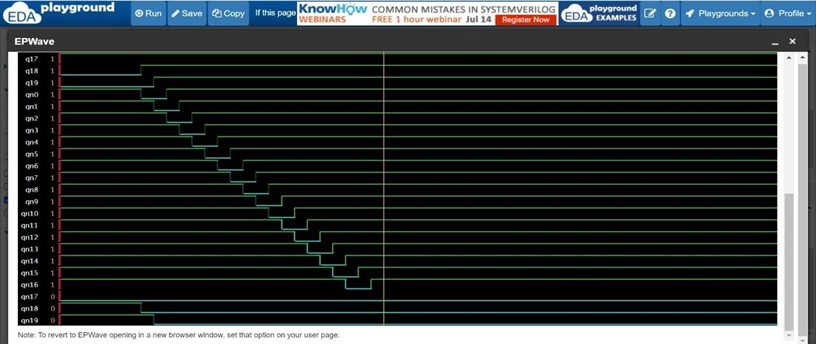 EDA playground
Run Save Copy If this page
KnowHow WEBINARS
COMMON MISTAKES IN SYSTEMVERILOG
FREE 1 hour webinar Jul 14 Register Now
EDA playground EXAMPLES
Playgrounds Profile
EPWave
q17 1
q18 1
q19 1
qn0 1
qn1 1
qn2 1
qn3 1
qn4 1
qn5 1
qn6 1
qn7 1
qn8 1
qn9 1
qn10 1
qn11 1
qn12 1
qn13 1
qn14 1
qn15 1
qn16 1
qn17 0
qn18 0
qn19 0
Note: To revert to EPWave opening in a new browser window, set that option on your user page.